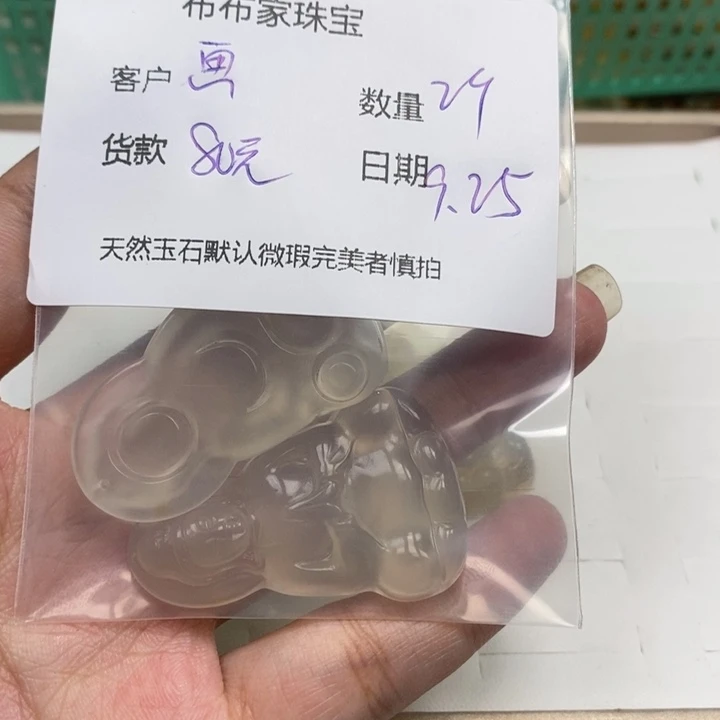 布布家珠宝
客户 画 数量 24
货款 80元 日期 9.25
天然玉石默认微瑕完美者慎拍